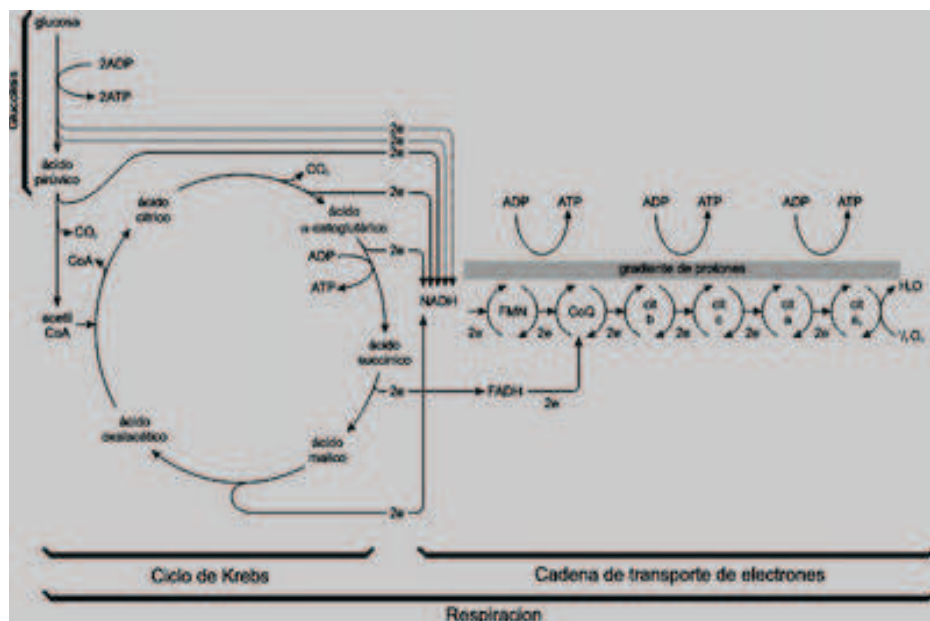 glucosa
Glucólisis
2ADP
2ATP
2e
2e
2e
ácido
pirúvico
CO₂
CoA
acetil
CoA
ácido
cítrico
CO₂
2e
ácido
α-cetoglutárico
2e
ADP
ATP
ácido
succínico
2e
FADH
2e
ácido
málico
2e
ácido
oxalacético
NADH
ADP ATP ADP ATP ADP ATP
gradiente de protones
H₂O
FMN CoQ cit b cit c cit a cit a₃
2e 2e 2e 2e 2e 2e
½O₂
Ciclo de Krebs
Cadena de transporte de electrones
Respiracion